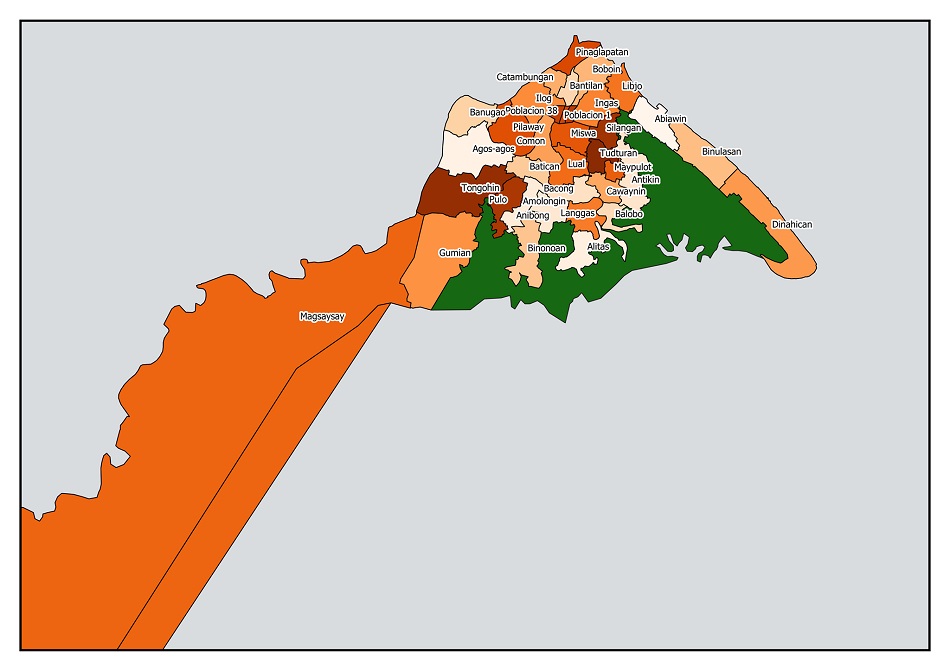 Pinaglapatan
Boboin
Catambungan
Bantilan
Libjo
Ilog
Ingas
Banugao
Poblacion 38
Poblacion 1
Abiawin
Pilaway
Silangan
Miswa
Comon
Agos-agos
Tudturan
Binulasan
Batican
Lual
Maypulot
Antikin
Tongohin
Bacong
Cawaynin
Pulo
Amolongin
Anibong
Langgas
Balobo
Dinahican
Gumian
Binonoan
Alitas
Magsaysay